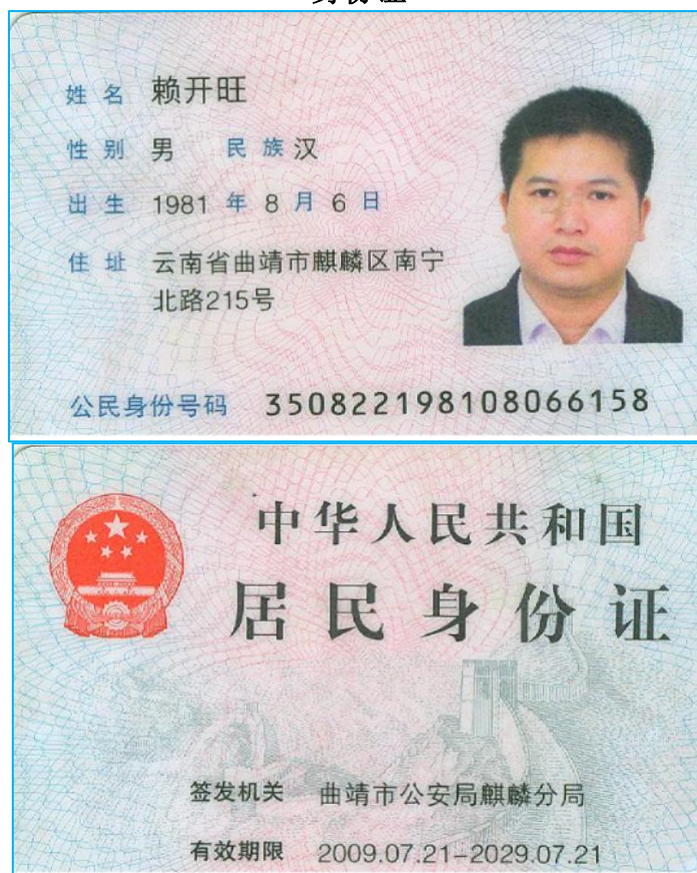 身份证
姓名 赖开旺
性别 男 民族 汉
出生 1981 年 8 月 6 日
住址 云南省曲靖市麒麟区南宁
北路215号
公民身份号码 350822198108066158
中华人民共和国
居民身份证
签发机关 曲靖市公安局麒麟分局
有效期限 2009.07.21-2029.07.21